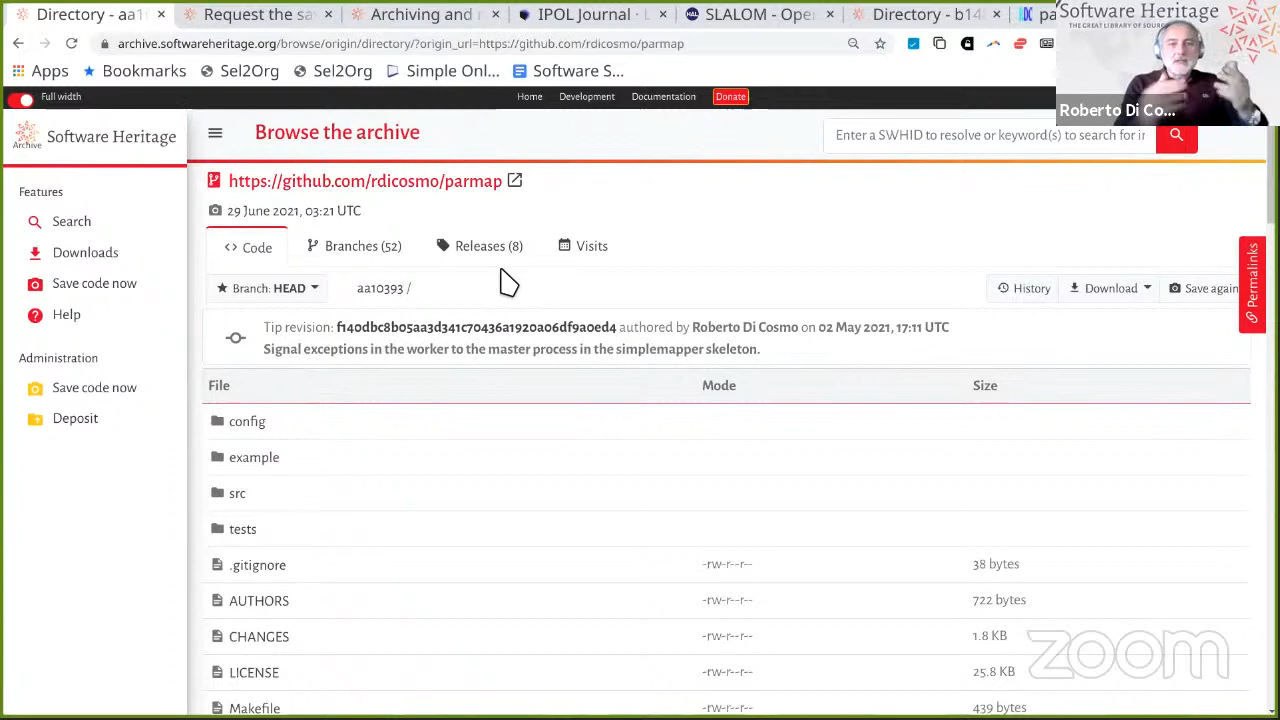 Directory - aa1
Request the sa
Archiving and r
IPOL Journal · L
SLALOM - Ope
Directory - b14
pa
Software Heritage
THE GREAT LIBRARY OF SOUR
archive.softwareheritage.org/browse/origin/directory/?origin_url=https://github.com/rdicosmo/parmap
Apps
Bookmarks
Sel2Org
Sel2Org
Simple Onl...
Software S...
Roberto Di Co...
Full width
Home
Development
Documentation
Donate
Archive
Software Heritage
Browse the archive
Enter a SWHID to resolve or keyword(s) to search for in
https://github.com/rdicosmo/parmap
29 June 2021, 03:21 UTC
Features
Search
Downloads
Save code now
Help
Administration
Save code now
Deposit
<> Code
Branches (52)
Releases (8)
Visits
Branch: HEAD
aa10393 /
History
Download
Save again
Permalinks
Tip revision: f140dbc8b05aa3d341c70436a1920a06df9a0ed4 authored by Roberto Di Cosmo on 02 May 2021, 17:11 UTC
Signal exceptions in the worker to the master process in the simplemapper skeleton.
File Mode Size
config
example
src
tests
.gitignore -rw-r--r-- 38 bytes
AUTHORS -rw-r--r-- 722 bytes
CHANGES -rw-r--r-- 1.8 KB
LICENSE -rw-r--r-- 25.8 KB
Makefile -rw-r--r-- 439 bytes
zoom